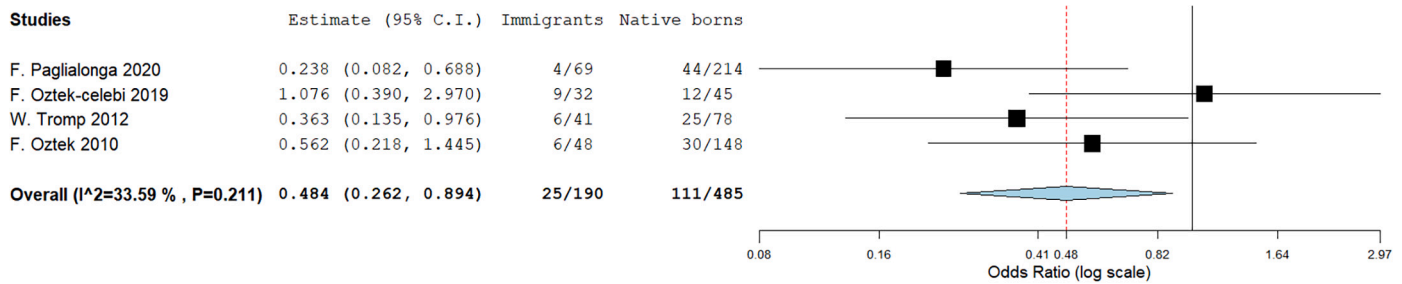 Studies Estimate (95% C.I.) Immigrants Native borns
F. Paglialonga 2020 0.238 (0.082, 0.688) 4/69 44/214
F. Oztek-celebi 2019 1.076 (0.390, 2.970) 9/32 12/45
W. Tromp 2012 0.363 (0.135, 0.976) 6/41 25/78
F. Oztek 2010 0.562 (0.218, 1.445) 6/48 30/148
Overall (I^2=33.59 % , P=0.211) 0.484 (0.262, 0.894) 25/190 111/485
0.08 0.16 0.41 0.48 0.82 1.64 2.97
Odds Ratio (log scale)